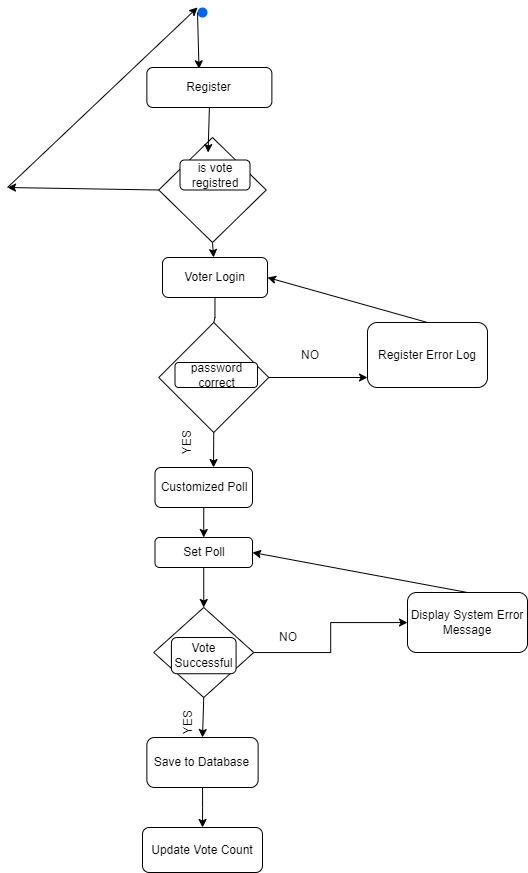 Register
is vote
registred
Voter Login
NO
Register Error Log
password
correct
YES
Customized Poll
Set Poll
Display System Error
Message
NO
Vote
Successful
YES
Save to Database
Update Vote Count